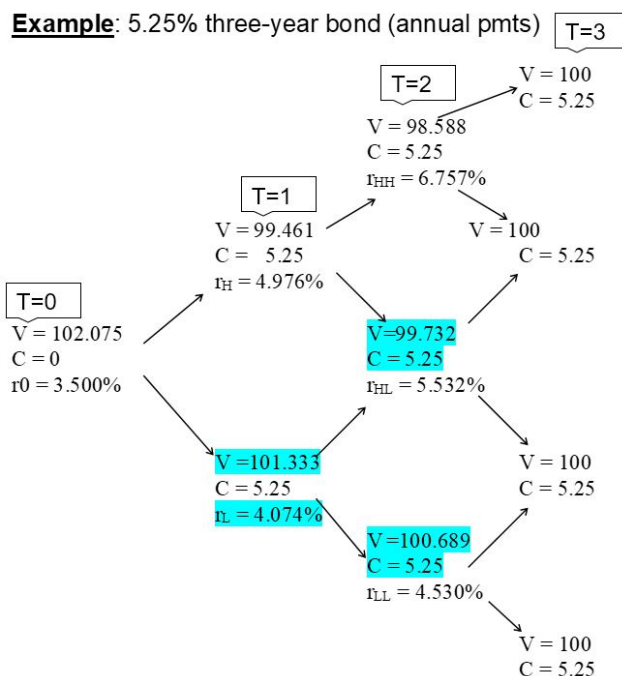 Example: 5.25% three-year bond (annual pmts)
T=3
V = 100
C = 5.25
T=2
V = 98.588
C = 5.25
rHH = 6.757%
T=1
V = 99.461
C = 5.25
rH = 4.976%
V = 100
C = 5.25
T=0
V = 102.075
C = 0
r0 = 3.500%
V=99.732
C = 5.25
rHL = 5.532%
V =101.333
C = 5.25
rL = 4.074%
V = 100
C = 5.25
V =100.689
C = 5.25
rLL = 4.530%
V = 100
C = 5.25